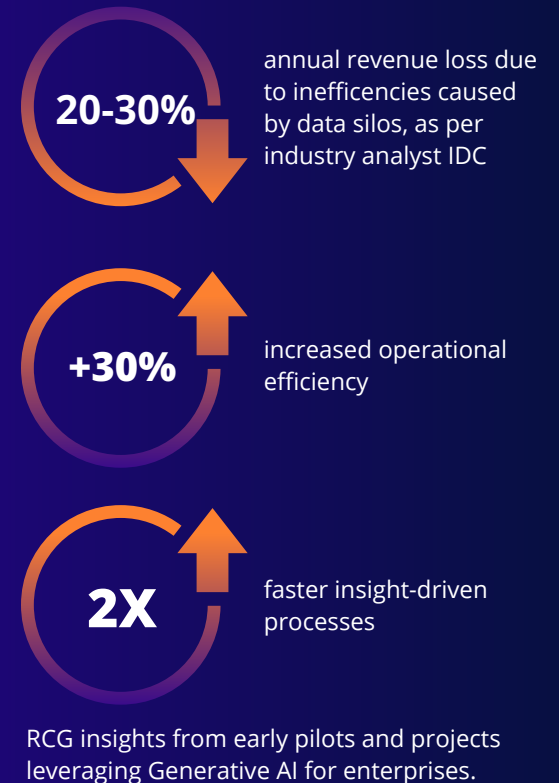 20-30%
annual revenue loss due
to inefficencies caused
by data silos, as per
industry analyst IDC
+30%
increased operational
efficiency
2X
faster insight-driven
processes
RCG insights from early pilots and projects
leveraging Generative AI for enterprises.